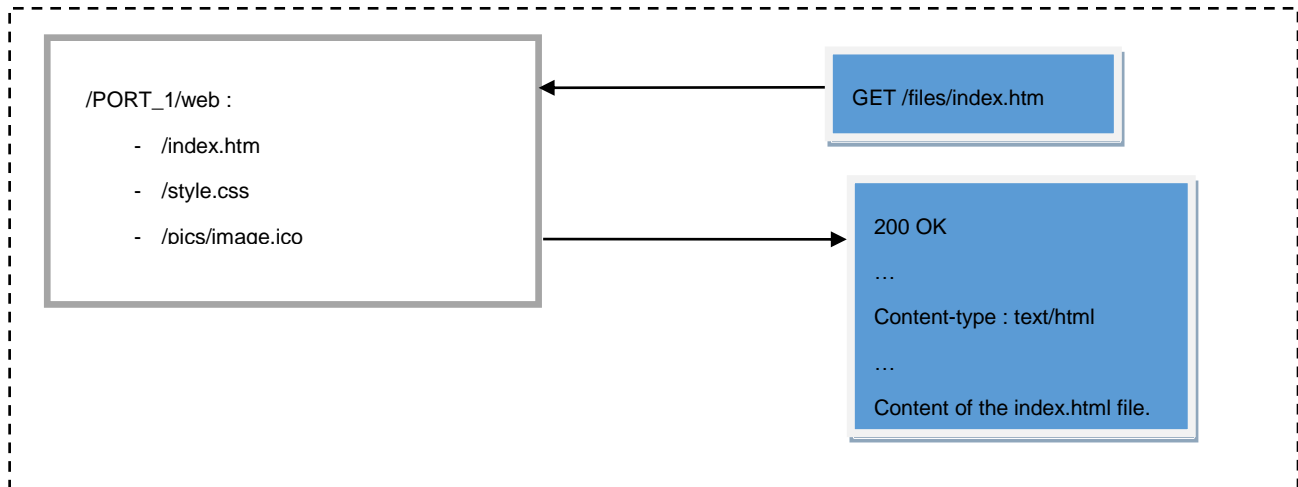 /PORT_1/web :
- /index.htm
- /style.css
- /pics/image.ico
GET /files/index.htm
200 OK
…
Content-type : text/html
…
Content of the index.html file.